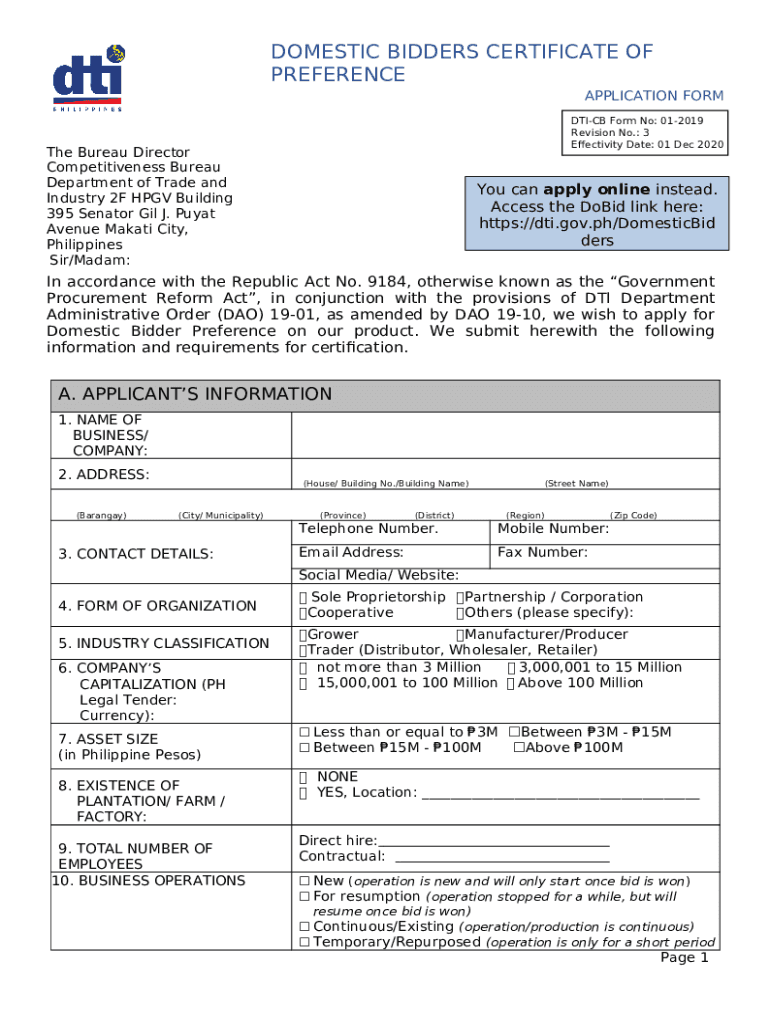 dti
PHILIPPINES
DOMESTIC BIDDERS CERTIFICATE OF
PREFERENCE
APPLICATION FORM
DTI-CB Form No: 01-2019
Revision No.: 3
Effectivity Date: 01 Dec 2020
The Bureau Director
Competitiveness Bureau
Department of Trade and
Industry 2F HPGV Building
395 Senator Gil J. Puyat
Avenue Makati City,
Philippines
Sir/Madam:
You can apply online instead.
Access the DoBid link here:
https://dti.gov.ph/DomesticBid
ders
In accordance with the Republic Act No. 9184, otherwise known as the “Government
Procurement Reform Act”, in conjunction with the provisions of DTI Department
Administrative Order (DAO) 19-01, as amended by DAO 19-10, we wish to apply for
Domestic Bidder Preference on our product. We submit herewith the following
information and requirements for certification.
A. APPLICANT’S INFORMATION
1. NAME OF
BUSINESS/
COMPANY:
2. ADDRESS:
(House/ Building No./Building Name) (Street Name)
(Barangay) (City/ Municipality) (Province) (District) (Region) (Zip Code)
3. CONTACT DETAILS:
Telephone Number. Mobile Number:
Email Address: Fax Number:
Social Media/ Website:
4. FORM OF ORGANIZATION
▯ Sole Proprietorship ▯Partnership / Corporation
▯Cooperative ▯Others (please specify):
5. INDUSTRY CLASSIFICATION
▯Grower ▯Manufacturer/Producer
▯Trader (Distributor, Wholesaler, Retailer)
6. COMPANY’S
CAPITALIZATION (PH
Legal Tender:
Currency):
▯ not more than 3 Million ▯ 3,000,001 to 15 Million
▯ 15,000,001 to 100 Million ▯ Above 100 Million
7. ASSET SIZE
(in Philippine Pesos)
☐ Less than or equal to ₱3M ☐Between ₱3M - ₱15M
☐ Between ₱15M - ₱100M ☐Above ₱100M
8. EXISTENCE OF
PLANTATION/ FARM /
FACTORY:
▯ NONE
▯ YES, Location: ______________________________________
9. TOTAL NUMBER OF
EMPLOYEES
Direct hire:________________________________
Contractual: _____________________________
10. BUSINESS OPERATIONS
☐ New (operation is new and will only start once bid is won)
☐ For resumption (operation stopped for a while, but will
resume once bid is won)
☐ Continuous/Existing (operation/production is continuous)
☐ Temporary/Repurposed (operation is only for a short period
Page 1